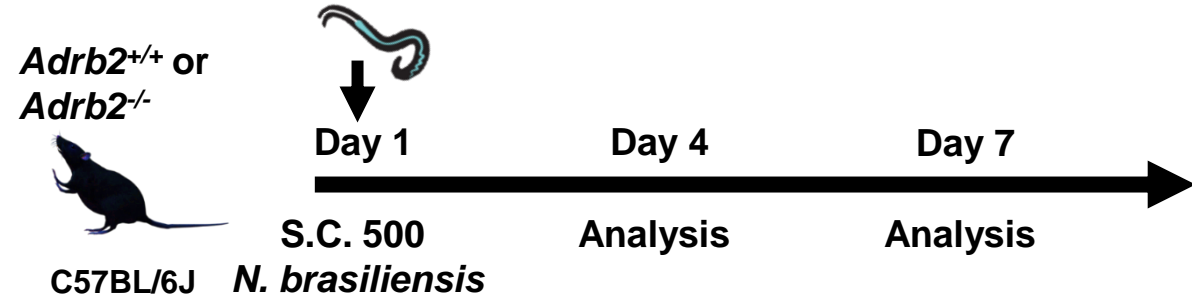 Adrb2+/+ or
Adrb2-/-
Day 1
Day 4
Day 7
S.C. 500
N. brasiliensis
Analysis
Analysis
C57BL/6J